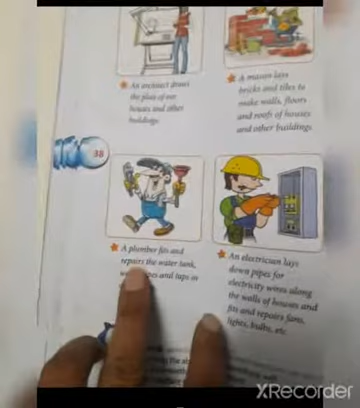 An architect draws
the plan of our
houses and other
buildings.
A mason lays
bricks and tiles to
make walls, floors
and roofs of houses
and other buildings.
38
A plumber fits and
repairs the water tank,
pipes and taps in
An electrician lays
down pipes for
electricity wires along
the walls of houses and
fits and repairs fans,
lights, bulbs, etc.
XRecorder